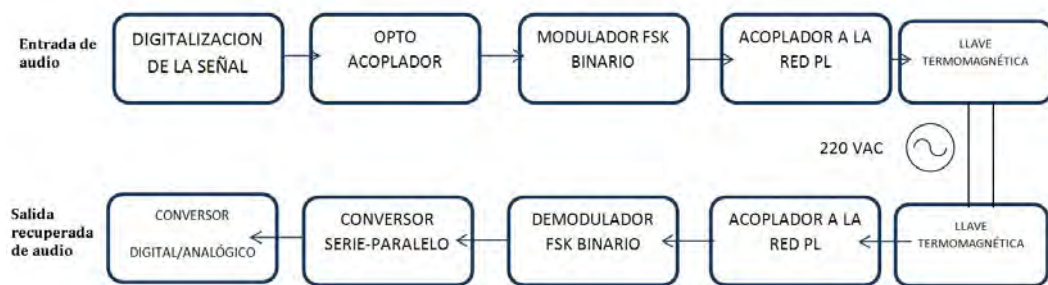 Entrada de
audio
DIGITALIZACION
DE LA SEÑAL
OPTO
ACOPLADOR
MODULADOR FSK
BINARIO
ACOPLADOR A LA
RED PL
LLAVE
TERMOMAGNÉTICA
220 VAC
Salida
recuperada
de audio
CONVERSOR
DIGITAL/ANALÓGICO
CONVERSOR
SERIE-PARALELO
DEMODULADOR
FSK BINARIO
ACOPLADOR A LA
RED PL
LLAVE
TERMOMAGNÉTICA